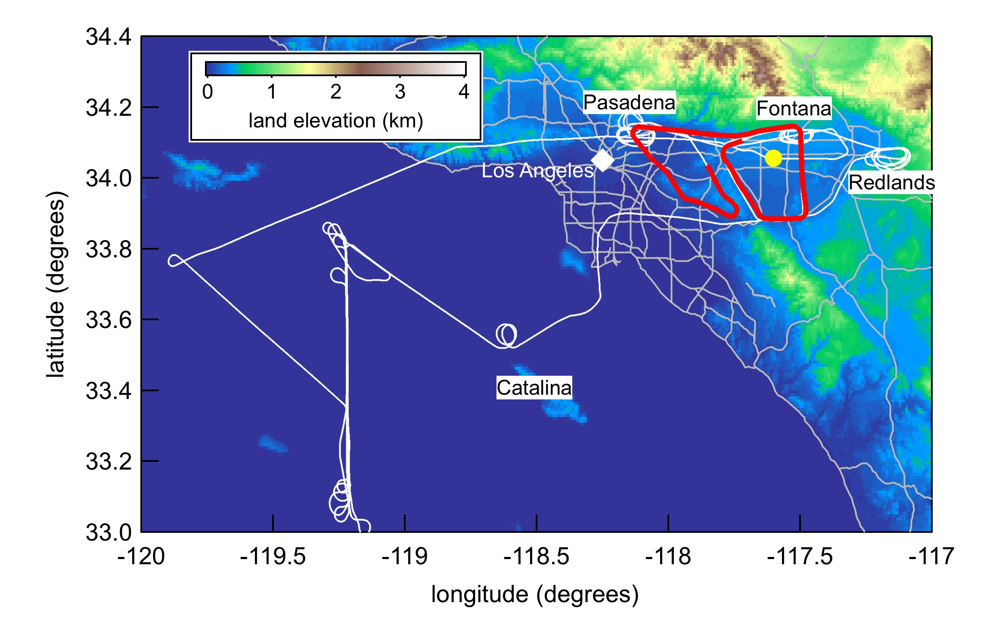 34.4
34.2
34.0
33.8
33.6
33.4
33.2
33.0
latitude (degrees)
0 1 2 3 4
land elevation (km)
Pasadena
Fontana
Los Angeles
Redlands
Catalina
-120 -119.5 -119 -118.5 -118 -117.5 -117
longitude (degrees)